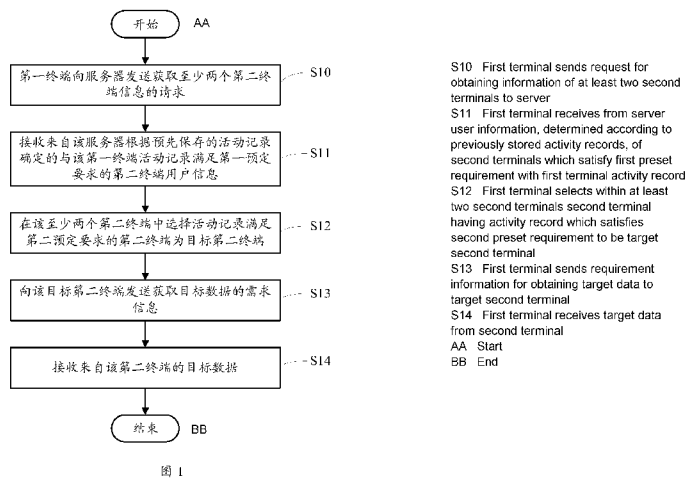 开始
AA
第一终端向服务器发送获取至少两个第二终
端信息的请求
S10
接收来自该服务器根据预先保存的活动记录
确定的与该第一终端活动记录满足第一预定
要求的第二终端用户信息
S11
在该至少两个第二终端中选择活动记录满足
第二预定要求的第二终端为目标第二终端
S12
向该目标第二终端发送获取目标数据的需求
信息
S13
接收来自该第二终端的目标数据
S14
结束
BB
图 1
S10 First terminal sends request for
obtaining information of at least two second
terminals to server
S11 First terminal receives from server
user information, determined according to
previously stored activity records, of
second terminals which satisfy first preset
requirement with first terminal activity record
S12 First terminal selects within at least
two second terminals second terminal
having activity record which satisfies
second preset requirement to be target
second terminal
S13 First terminal sends requirement
information for obtaining target data to
target second terminal
S14 First terminal receives target data
from second terminal
AA Start
BB End